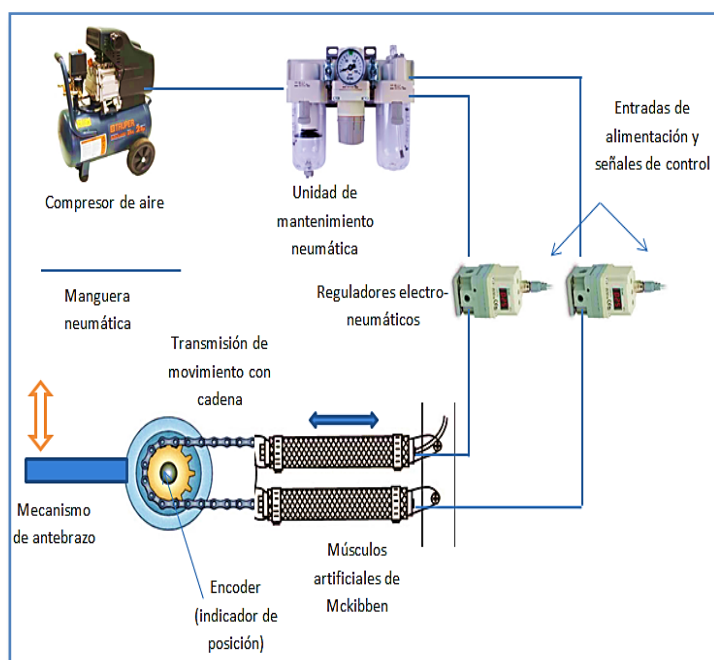 Compresor de aire
Unidad de
mantenimiento
neumática
Entradas de
alimentación y
señales de control
Manguera
neumática
Reguladores electro-
neumáticos
Transmisión de
movimiento con
cadena
Mecanismo
de antebrazo
Encoder
(indicador de
posición)
Músculos
artificiales de
Mckibben
TRUPER